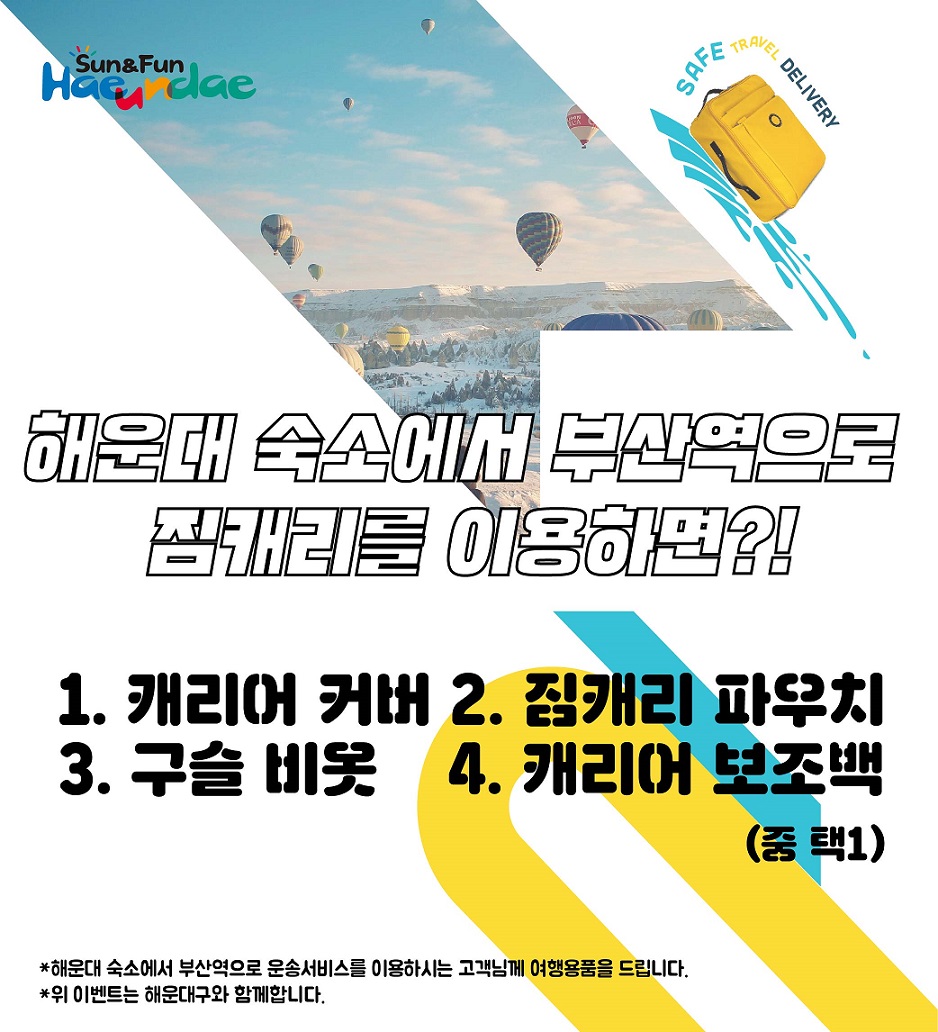 Sun&Fun
Haeundae
SAFE TRAVEL DELIVERY
해운대 숙소에서 부산역으로
짐캐리를 이용하면?!
1. 캐리어 커버 2. 짐캐리 파우치
3. 구슬 비옷 4. 캐리어 보조백
(중 택1)
*해운대 숙소에서 부산역으로 운송서비스를 이용하시는 고객님께 여행용품을 드립니다.
*위 이벤트는 해운대구와 함께합니다.